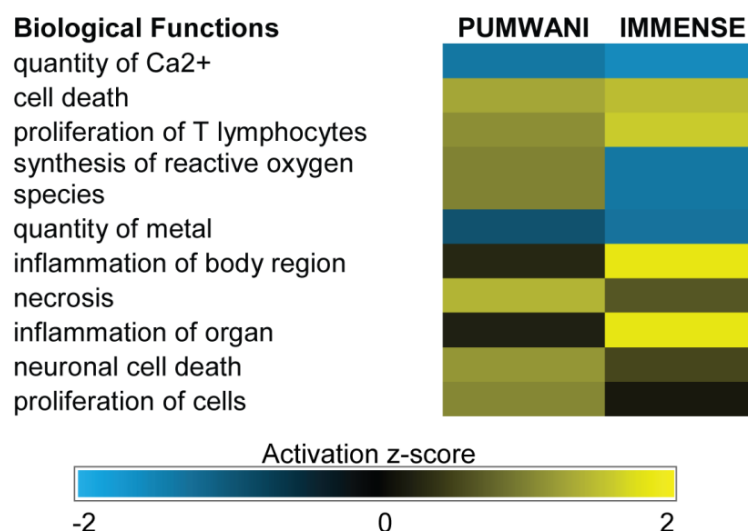 Biological Functions PUMWANI IMMENSE
quantity of Ca2+
cell death
proliferation of T lymphocytes
synthesis of reactive oxygen
species
quantity of metal
inflammation of body region
necrosis
inflammation of organ
neuronal cell death
proliferation of cells
Activation z-score
-2 0 2